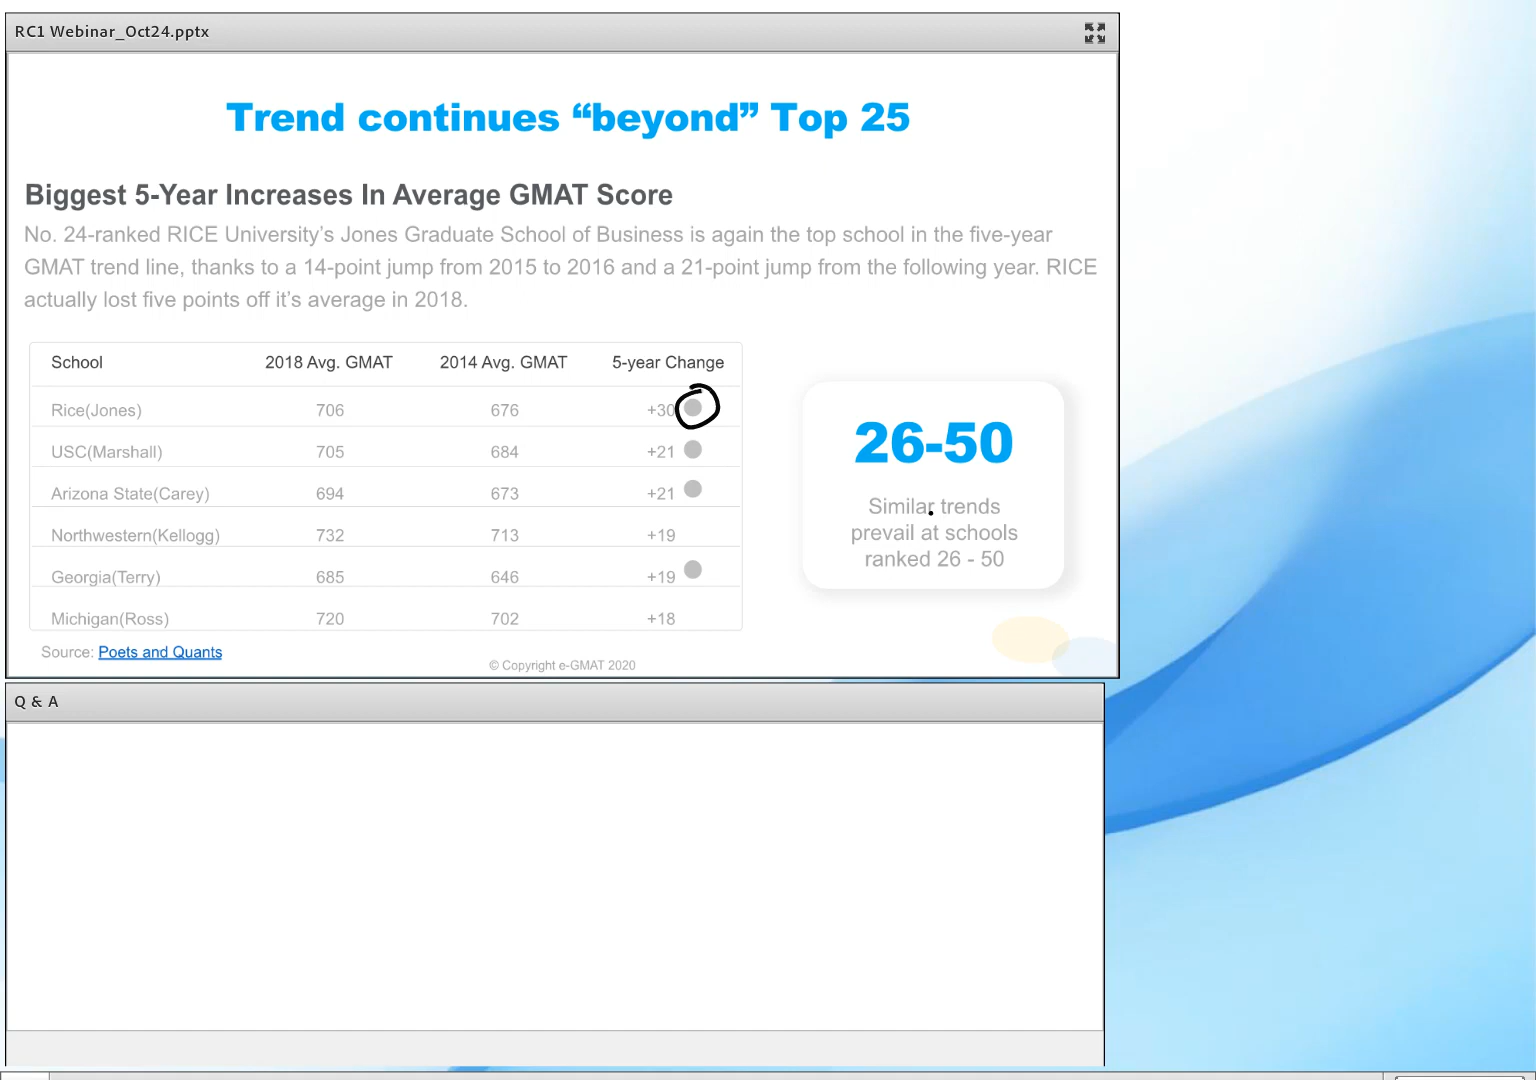 RC1 Webinar_Oct24.pptx
Trend continues “beyond” Top 25
Biggest 5-Year Increases In Average GMAT Score
No. 24-ranked RICE University’s Jones Graduate School of Business is again the top school in the five-year
GMAT trend line, thanks to a 14-point jump from 2015 to 2016 and a 21-point jump from the following year. RICE
actually lost five points off it’s average in 2018.
School 2018 Avg. GMAT 2014 Avg. GMAT 5-year Change
Rice(Jones) 706 676 +30
USC(Marshall) 705 684 +21
Arizona State(Carey) 694 673 +21
Northwestern(Kellogg) 732 713 +19
Georgia(Terry) 685 646 +19
Michigan(Ross) 720 702 +18
26-50
Similar trends
prevail at schools
ranked 26 - 50
Source: Poets and Quants
© Copyright e-GMAT 2020
Q & A